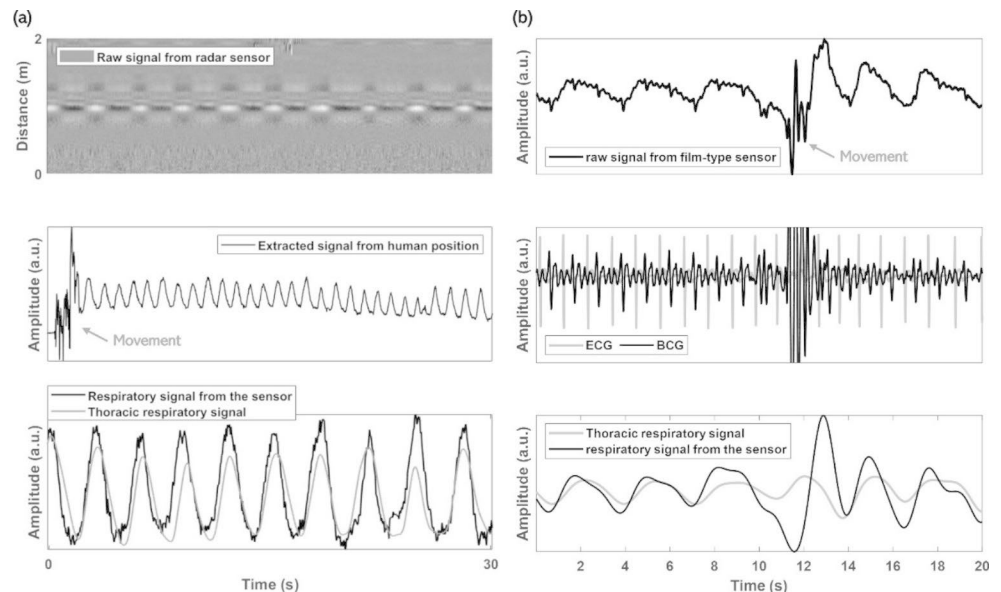 (a)
2
Raw signal from radar sensor
Distance (m)
0
Extracted signal from human position
Amplitude (a.u.)
Movement
Respiratory signal from the sensor
Thoracic respiratory signal
Amplitude (a.u.)
0
30
Time (s)
(b)
Amplitude (a.u.)
raw signal from film-type sensor
Movement
Amplitude (a.u.)
ECG
BCG
Thoracic respiratory signal
respiratory signal from the sensor
Amplitude (a.u.)
2 4 6 8 10 12 14 16 18 20
Time (s)